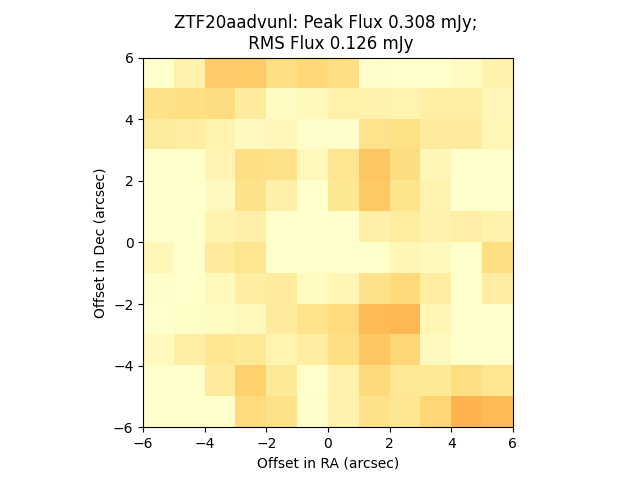 ZTF20aadvunl: Peak Flux 0.308 mJy;
RMS Flux 0.126 mJy
6
4
2
0
−2
−4
−6
Offset in Dec (arcsec)
−6 −4 −2 0 2 4 6
Offset in RA (arcsec)